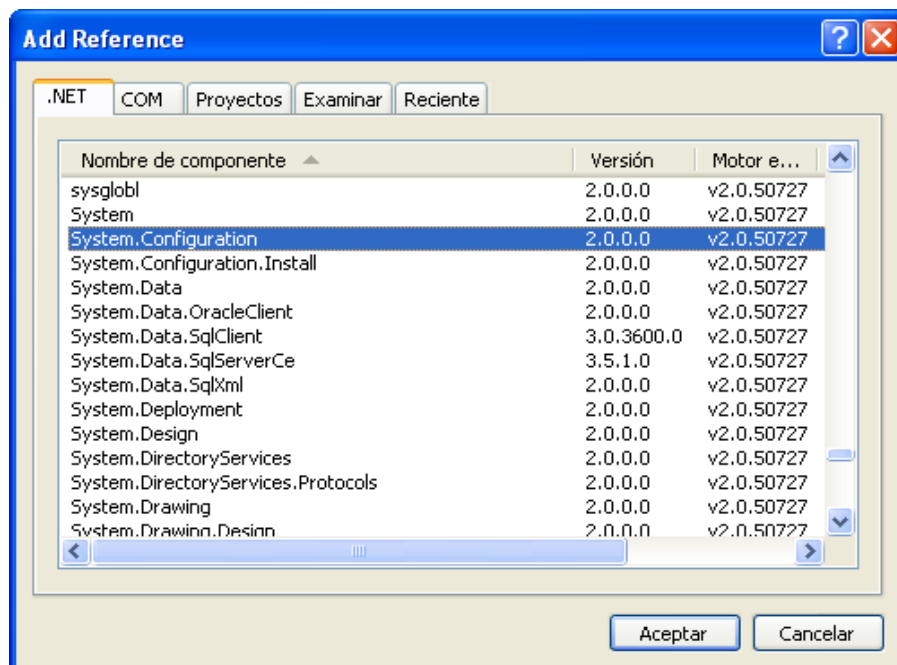 Add Reference
.NET COM Proyectos Examinar Reciente
Nombre de componente Versión Motor e...
sysglobl 2.0.0.0 v2.0.50727
System 2.0.0.0 v2.0.50727
System.Configuration 2.0.0.0 v2.0.50727
System.Configuration.Install 2.0.0.0 v2.0.50727
System.Data 2.0.0.0 v2.0.50727
System.Data.OracleClient 2.0.0.0 v2.0.50727
System.Data.SqlClient 3.0.3600.0 v2.0.50727
System.Data.SqlServerCe 3.5.1.0 v2.0.50727
System.Data.SqlXml 2.0.0.0 v2.0.50727
System.Deployment 2.0.0.0 v2.0.50727
System.Design 2.0.0.0 v2.0.50727
System.DirectoryServices 2.0.0.0 v2.0.50727
System.DirectoryServices.Protocols 2.0.0.0 v2.0.50727
System.Drawing 2.0.0.0 v2.0.50727
System.Drawing.Design 2.0.0.0 v2.0.50727
Aceptar Cancelar